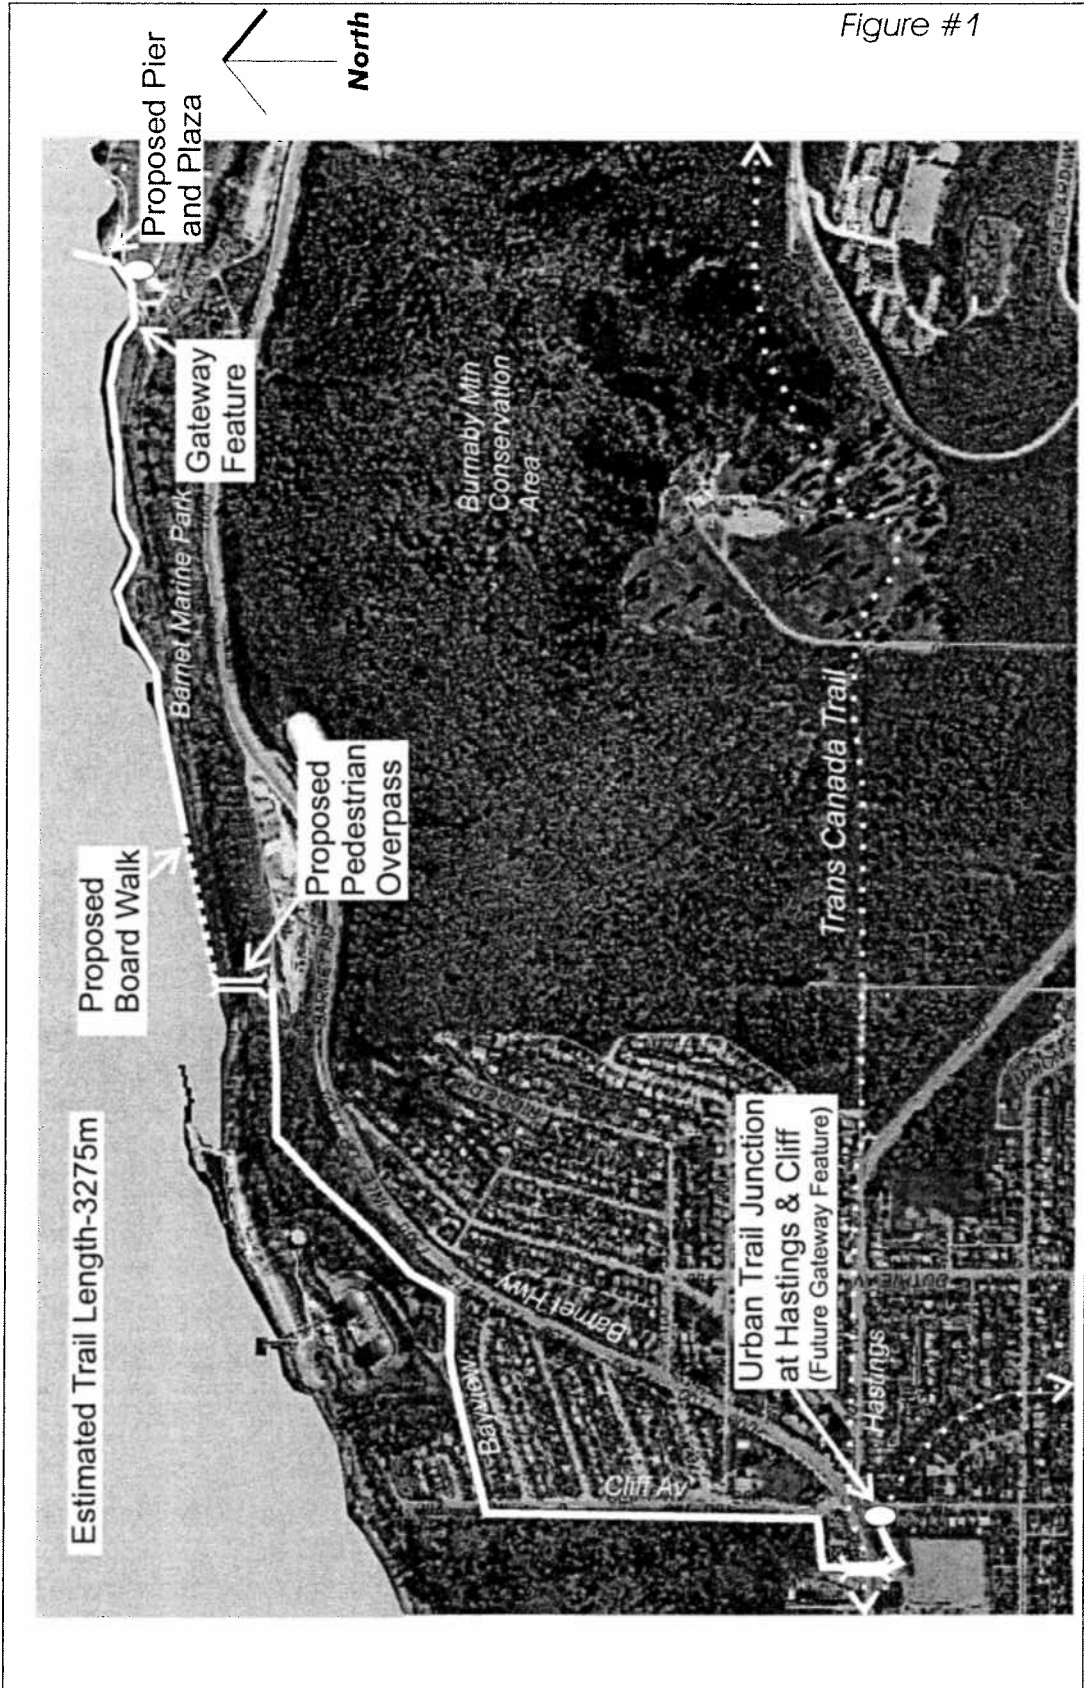 Figure #1
North
Estimated Trail Length-3275m
Proposed
Board Walk
Proposed Pier
and Plaza
Gateway
Feature
Barnet Marine Park
Proposed
Pedestrian
Overpass
Burnaby Mtn
Conservation
Area
Bayview
Barnet Hwy
Cliff Av
Trans Canada Trail
Urban Trail Junction
at Hastings & Cliff
(Future Gateway Feature)
Hastings
DUTHIE AV